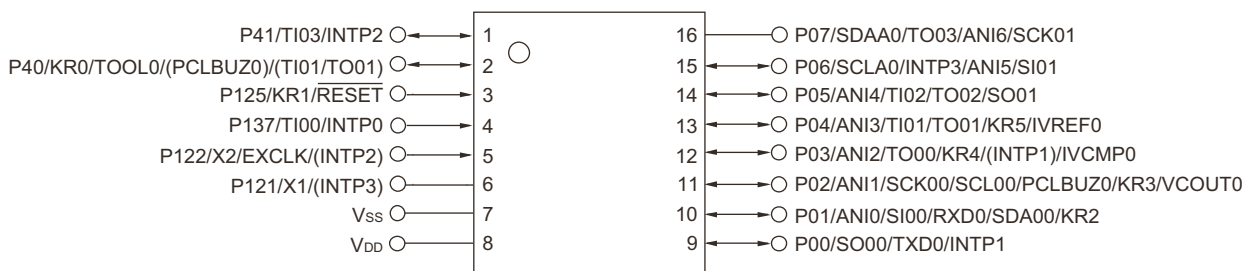 P41/TI03/INTP2 1
P40/KR0/TOOL0/(PCLBUZ0)/(TI01/TO01) 2
P125/KR1/RESET 3
P137/TI00/INTP0 4
P122/X2/EXCLK/(INTP2) 5
P121/X1/(INTP3) 6
VSS 7
VDD 8
16 P07/SDAA0/TO03/ANI6/SCK01
15 P06/SCLA0/INTP3/ANI5/SI01
14 P05/ANI4/TI02/TO02/SO01
13 P04/ANI3/TI01/TO01/KR5/IVREF0
12 P03/ANI2/TO00/KR4/(INTP1)/IVCMP0
11 P02/ANI1/SCK00/SCL00/PCLBUZ0/KR3/VCOUT0
10 P01/ANI0/SI00/RXD0/SDA00/KR2
9 P00/SO00/TXD0/INTP1